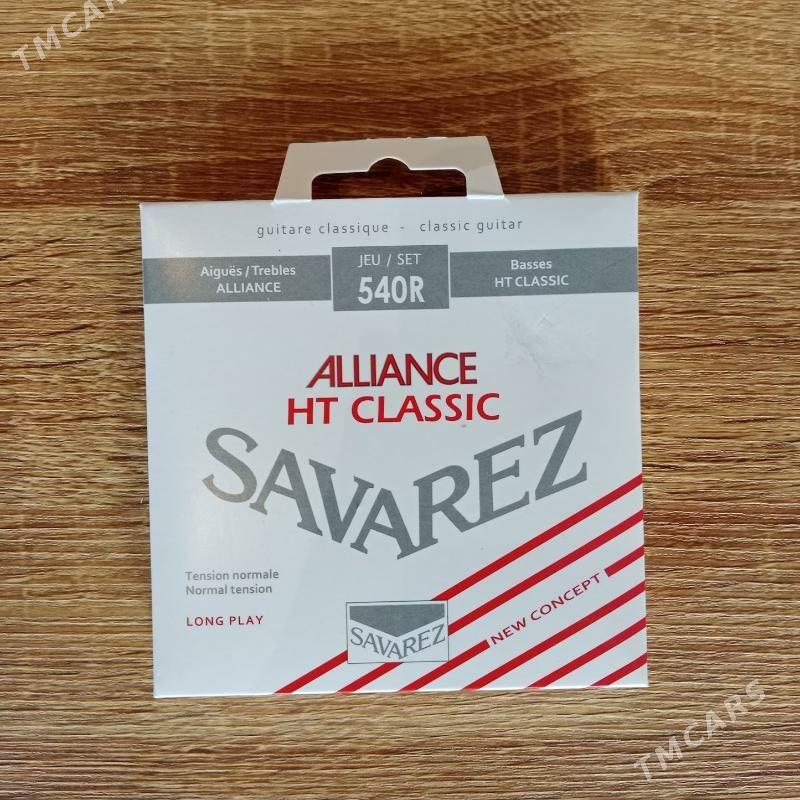 TMCARS
guitare classique - classic guitar
Aiguës / Trebles
ALLIANCE
JEU / SET
540R
Basses
HT CLASSIC
ALLIANCE
HT CLASSIC
SAVAREZ
Tension normale
Normal tension
LONG PLAY
SAVAREZ
NEW CONCEPT
TMCARS